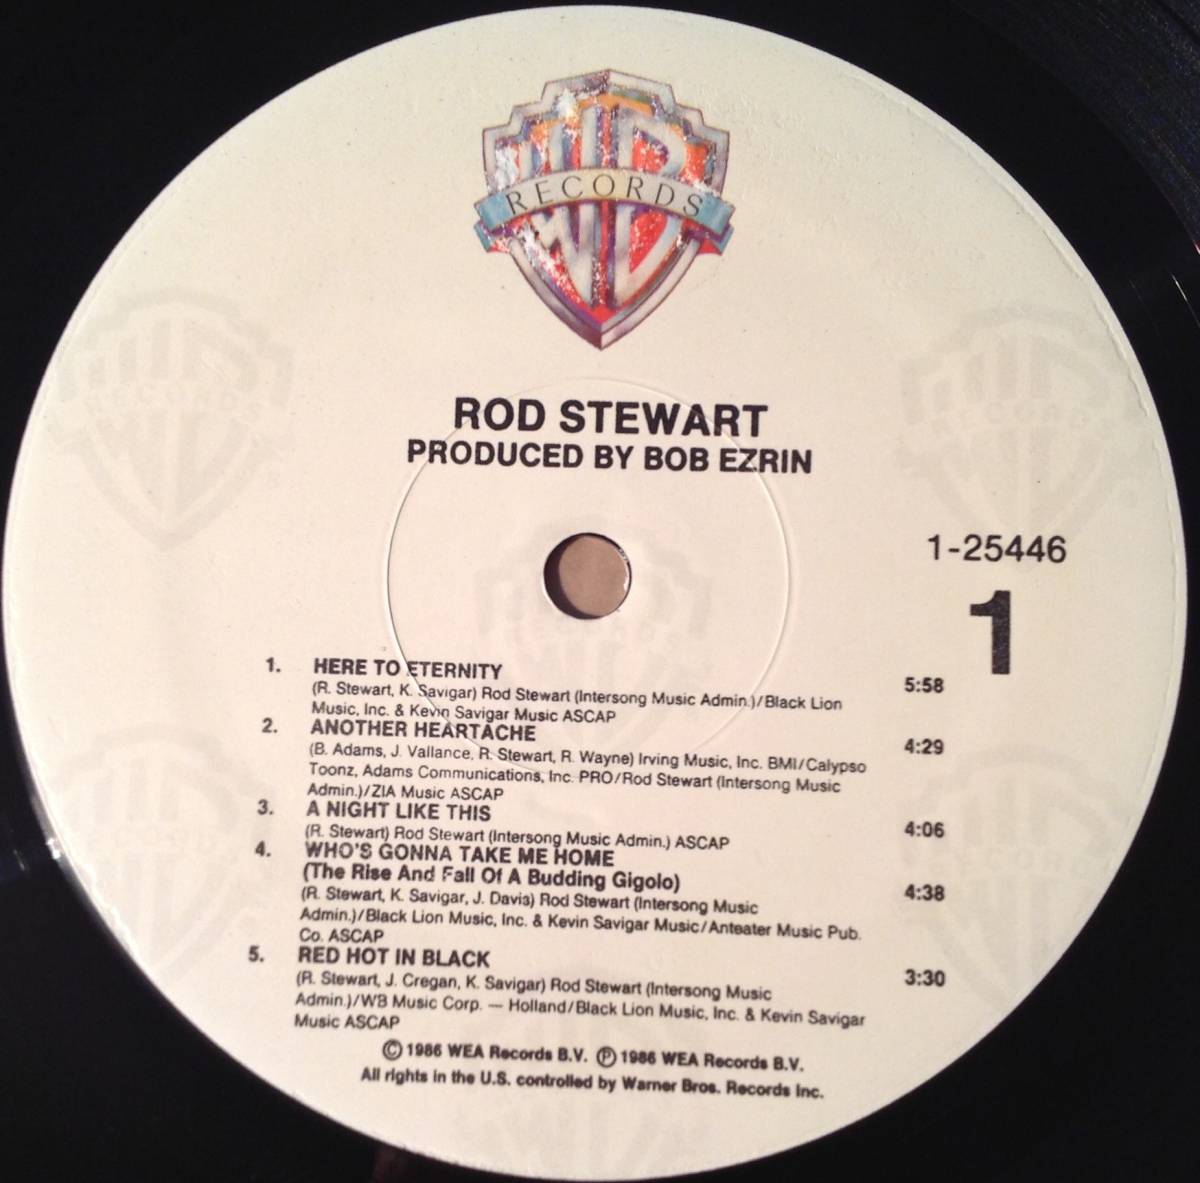 WB
RECORDS
ROD STEWART
PRODUCED BY BOB EZRIN
1-25446
1
1. HERE TO ETERNITY
(R. Stewart, K. Savigar) Rod Stewart (Intersong Music Admin.)/Black Lion 5:58
Music, Inc. & Kevin Savigar Music ASCAP
2. ANOTHER HEARTACHE
(B. Adams, J. Vallance, R. Stewart, R. Wayne) Irving Music, Inc. BMI/Calypso 4:29
Toonz, Adams Communications, Inc. PRO/Rod Stewart (Intersong Music
Admin.)/ZIA Music ASCAP
3. A NIGHT LIKE THIS
(R. Stewart) Rod Stewart (Intersong Music Admin.) ASCAP 4:06
4. WHO'S GONNA TAKE ME HOME
(The Rise And Fall Of A Budding Gigolo)
(R. Stewart, K. Savigar, J. Davis) Rod Stewart (Intersong Music 4:38
Admin.)/Black Lion Music, Inc. & Kevin Savigar Music/Anteater Music Pub.
Co. ASCAP
5. RED HOT IN BLACK
(R. Stewart, J. Cregan, K. Savigar) Rod Stewart (Intersong Music 3:30
Admin.)/WB Music Corp. — Holland/Black Lion Music, Inc. & Kevin Savigar
Music ASCAP
© 1986 WEA Records B.V. ℗ 1986 WEA Records B.V.
All rights in the U.S. controlled by Warner Bros. Records Inc.